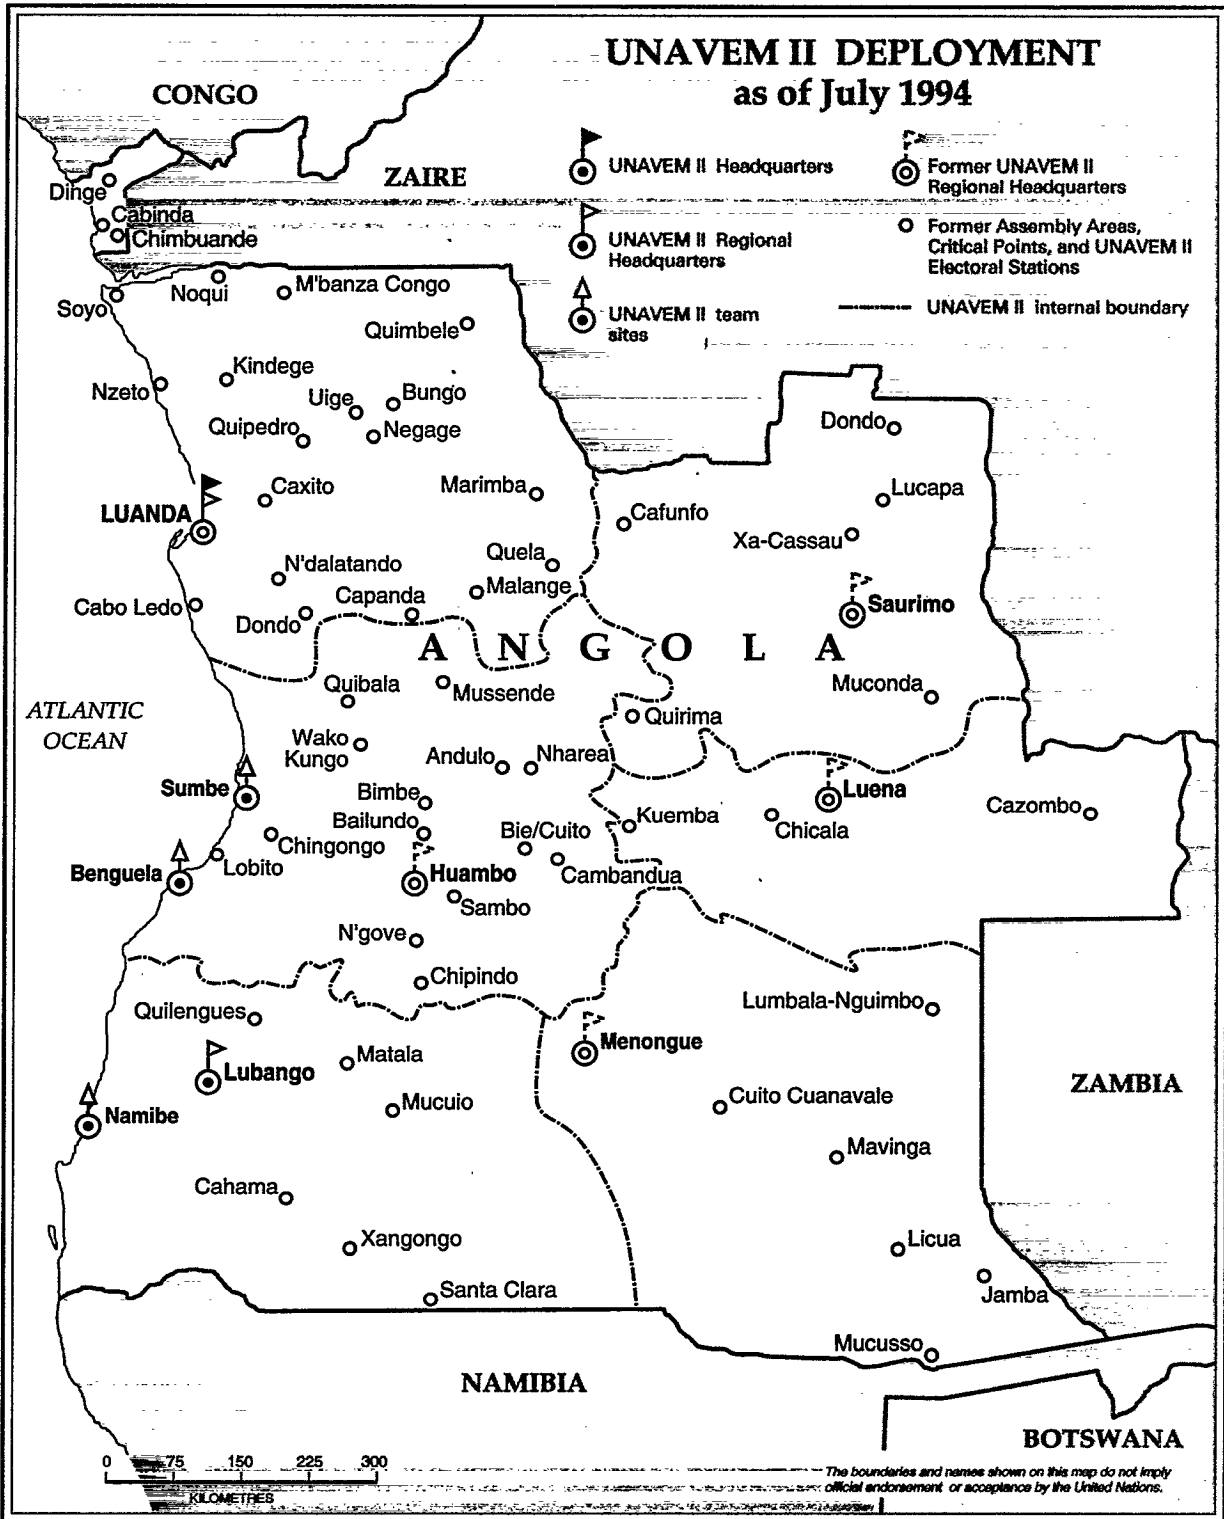 UNAVEM II DEPLOYMENT
as of July 1994
UNAVEM II Headquarters
UNAVEM II Regional
Headquarters
UNAVEM II team
sites
Former UNAVEM II
Regional Headquarters
Former Assembly Areas,
Critical Points, and UNAVEM II
Electoral Stations
UNAVEM II internal boundary
CONGO
ZAIRE
Dinge
Cabinda
Chimbuande
Soyo
Noqui
M'banza Congo
Quimbele
Nzeto
Kindege
Uige
Bungo
Quipedro
Negage
Dondo
Caxito
Marimba
Lucapa
LUANDA
Cafunfo
Xa-Cassau
N'dalatando
Quela
Malange
Cabo Ledo
Dondo
Capanda
Saurimo
ANGOLA
Quibala
Mussende
Muconda
ATLANTIC
OCEAN
Quirima
Wako
Kungo
Andulo
Nharea
Sumbe
Bimbe
Luena
Bailundo
Kuemba
Cazombo
Chingongo
Bie/Cuito
Chicala
Benguela
Lobito
Huambo
Cambandua
Sambo
N'gove
Chipindo
Quilengues
Lumbala-Nguimbo
Lubango
Matala
Menongue
ZAMBIA
Namibe
Mucuio
Cuito Cuanavale
Mavinga
Cahama
Xangongo
Licua
Santa Clara
Jamba
Mucusso
NAMIBIA
BOTSWANA
0 75 150 225 300
KILOMETRES
The boundaries and names shown on this map do not imply
official endorsement or acceptance by the United Nations.